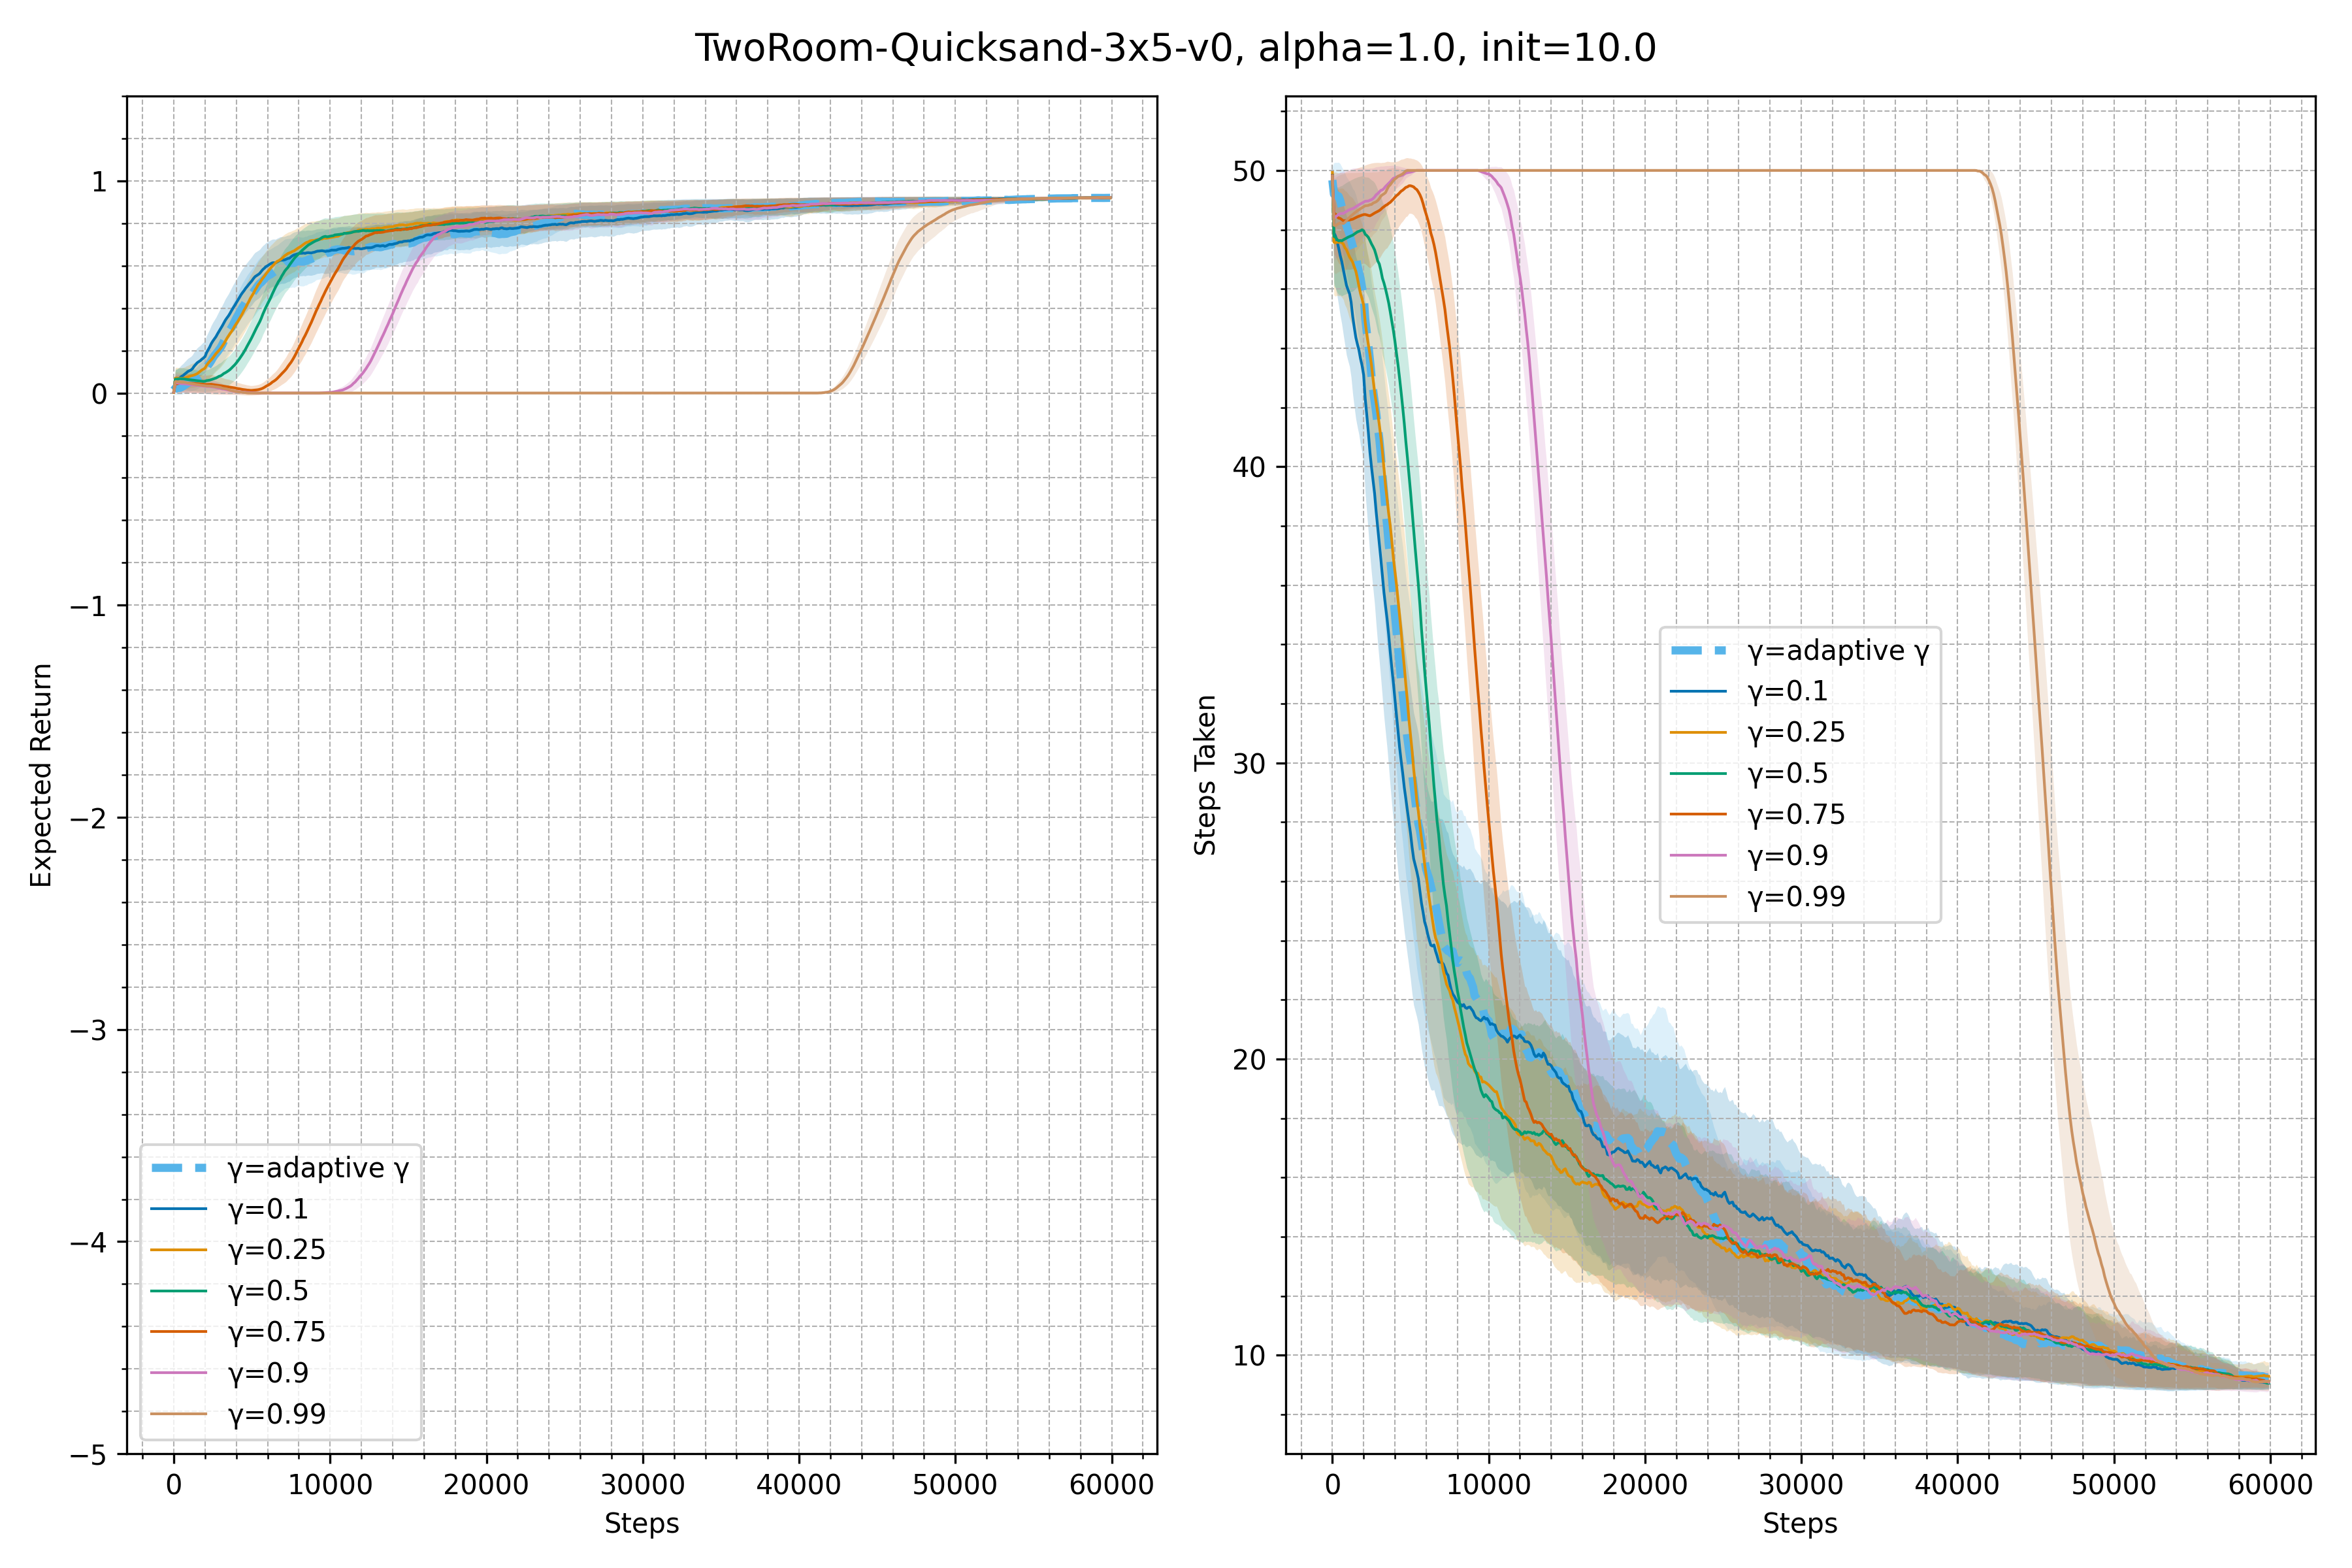 TwoRoom-Quicksand-3x5-v0, alpha=1.0, init=10.0
Expected Return
1
0
−1
−2
−3
−4
−5
γ=adaptive γ
γ=0.1
γ=0.25
γ=0.5
γ=0.75
γ=0.9
γ=0.99
0 10000 20000 30000 40000 50000 60000
Steps
Steps Taken
50
40
30
20
10
γ=adaptive γ
γ=0.1
γ=0.25
γ=0.5
γ=0.75
γ=0.9
γ=0.99
0 10000 20000 30000 40000 50000 60000
Steps